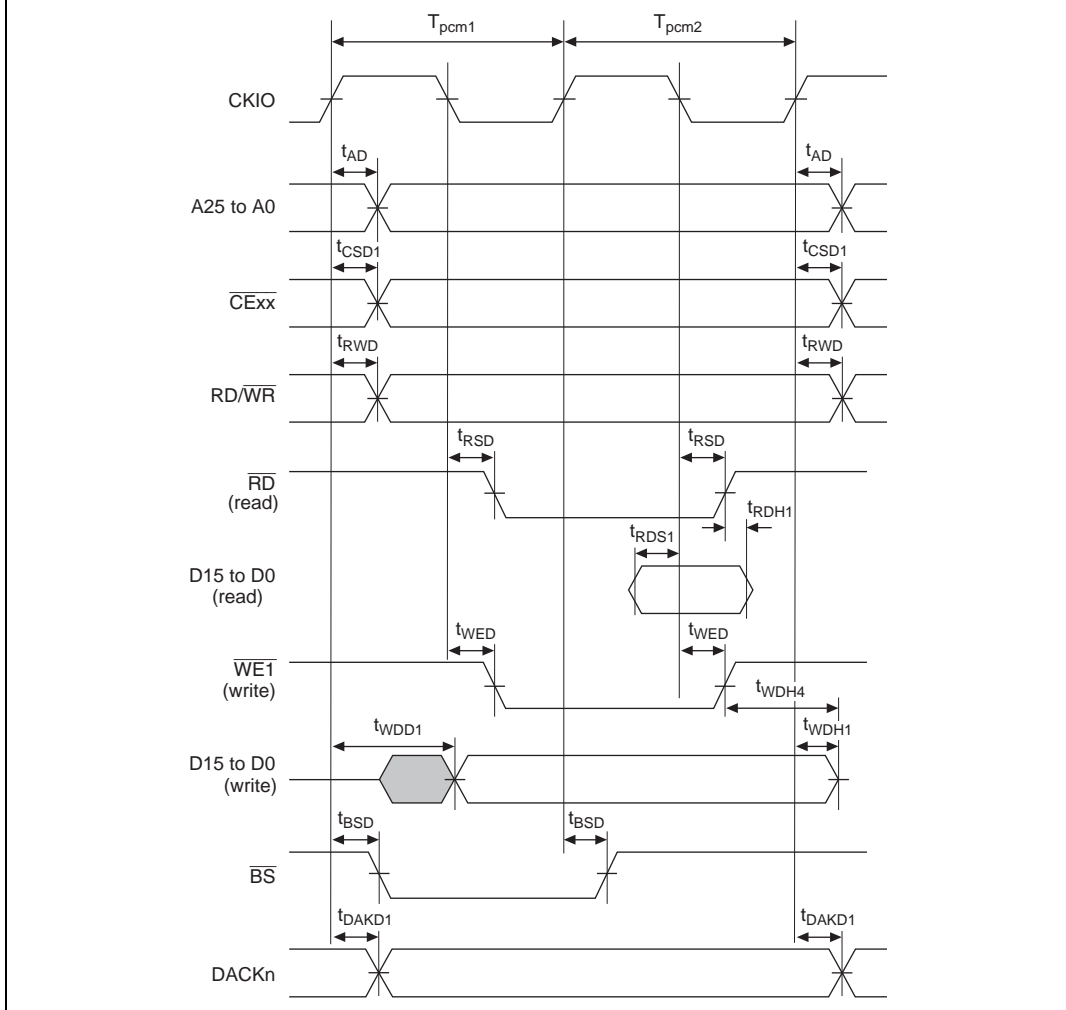 Tpcm1 Tpcm2
CKIO
tAD tAD
A25 to A0
tCSD1 tCSD1
CExx
tRWD tRWD
RD/WR
tRSD tRSD
RD
(read)
tRDH1
tRDS1
D15 to D0
(read)
tWED tWED
WE1
(write)
tWDH4
tWDD1 tWDH1
D15 to D0
(write)
tBSD tBSD
BS
tDAKD1 tDAKD1
DACKn